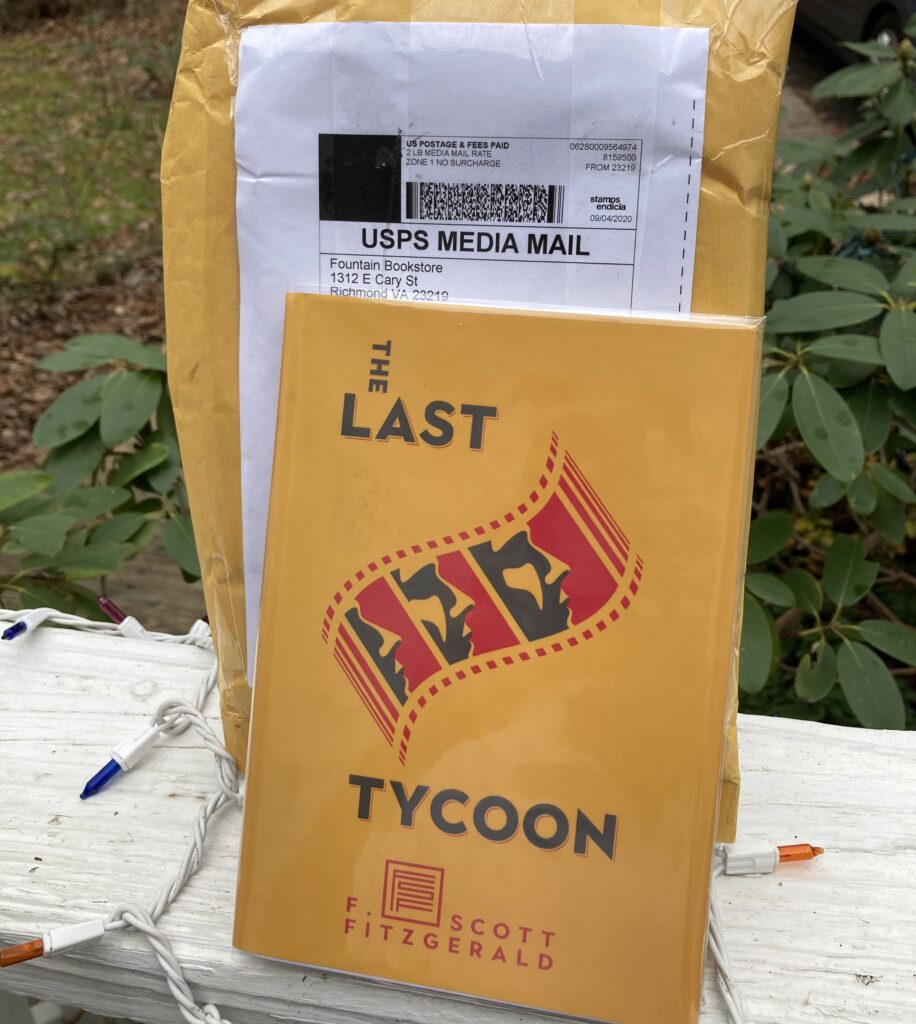 US POSTAGE & FEES PAID
2 LB MEDIA MAIL RATE
ZONE 1 NO SURCHARGE
062S0009564974
8159500
FROM 23219
stamps
endicia
09/04/2020
USPS MEDIA MAIL
Fountain Bookstore
1312 E Cary St
Richmond VA 23219
THE
LAST
TYCOON
F. SCOTT
FITZGERALD